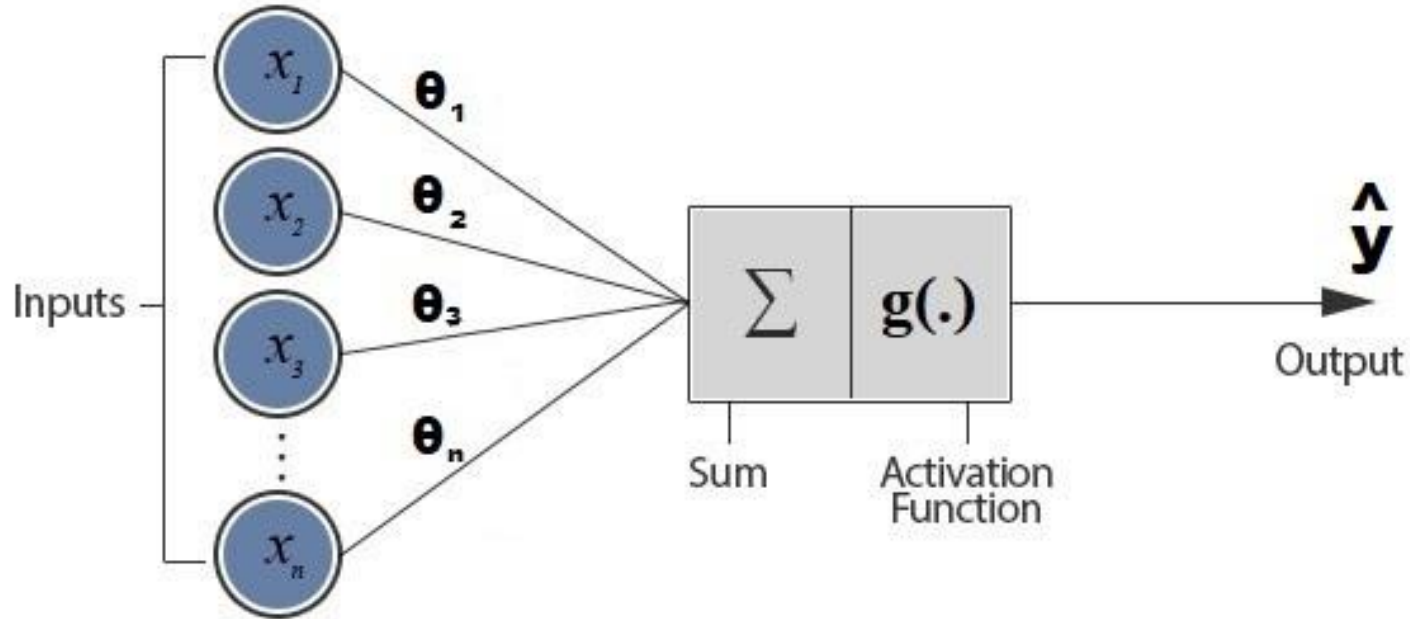 x₁
θ₁
x₂
θ₂
Inputs
x₃
θ₃
xₙ
θₙ
∑
g(.)
ŷ
Output
Sum
Activation
Function